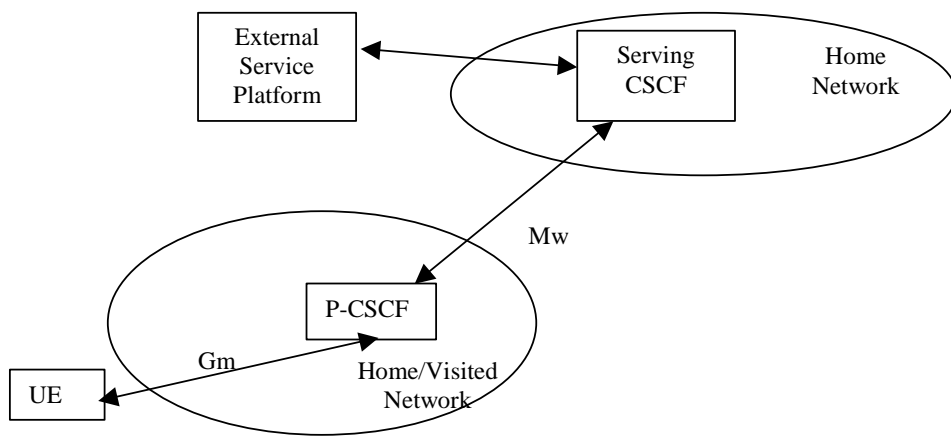 External
Service
Platform
Serving
CSCF
Home
Network
Mw
P-CSCF
Gm
Home/Visited
Network
UE